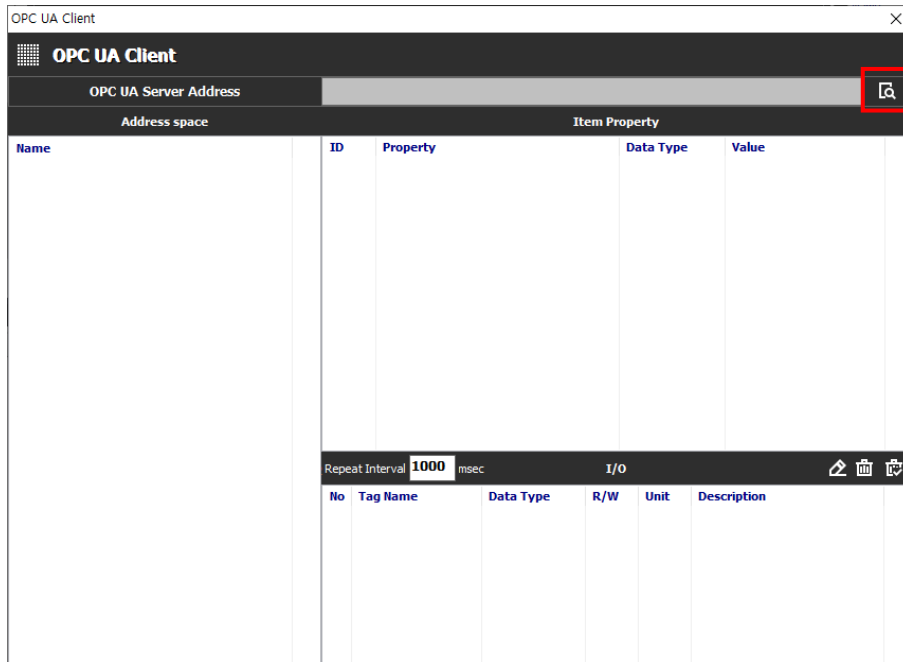 OPC UA Client
OPC UA Client
OPC UA Server Address
Address space
Item Property
Name
ID Property Data Type Value
Repeat Interval 1000 msec I/O
No Tag Name Data Type R/W Unit Description